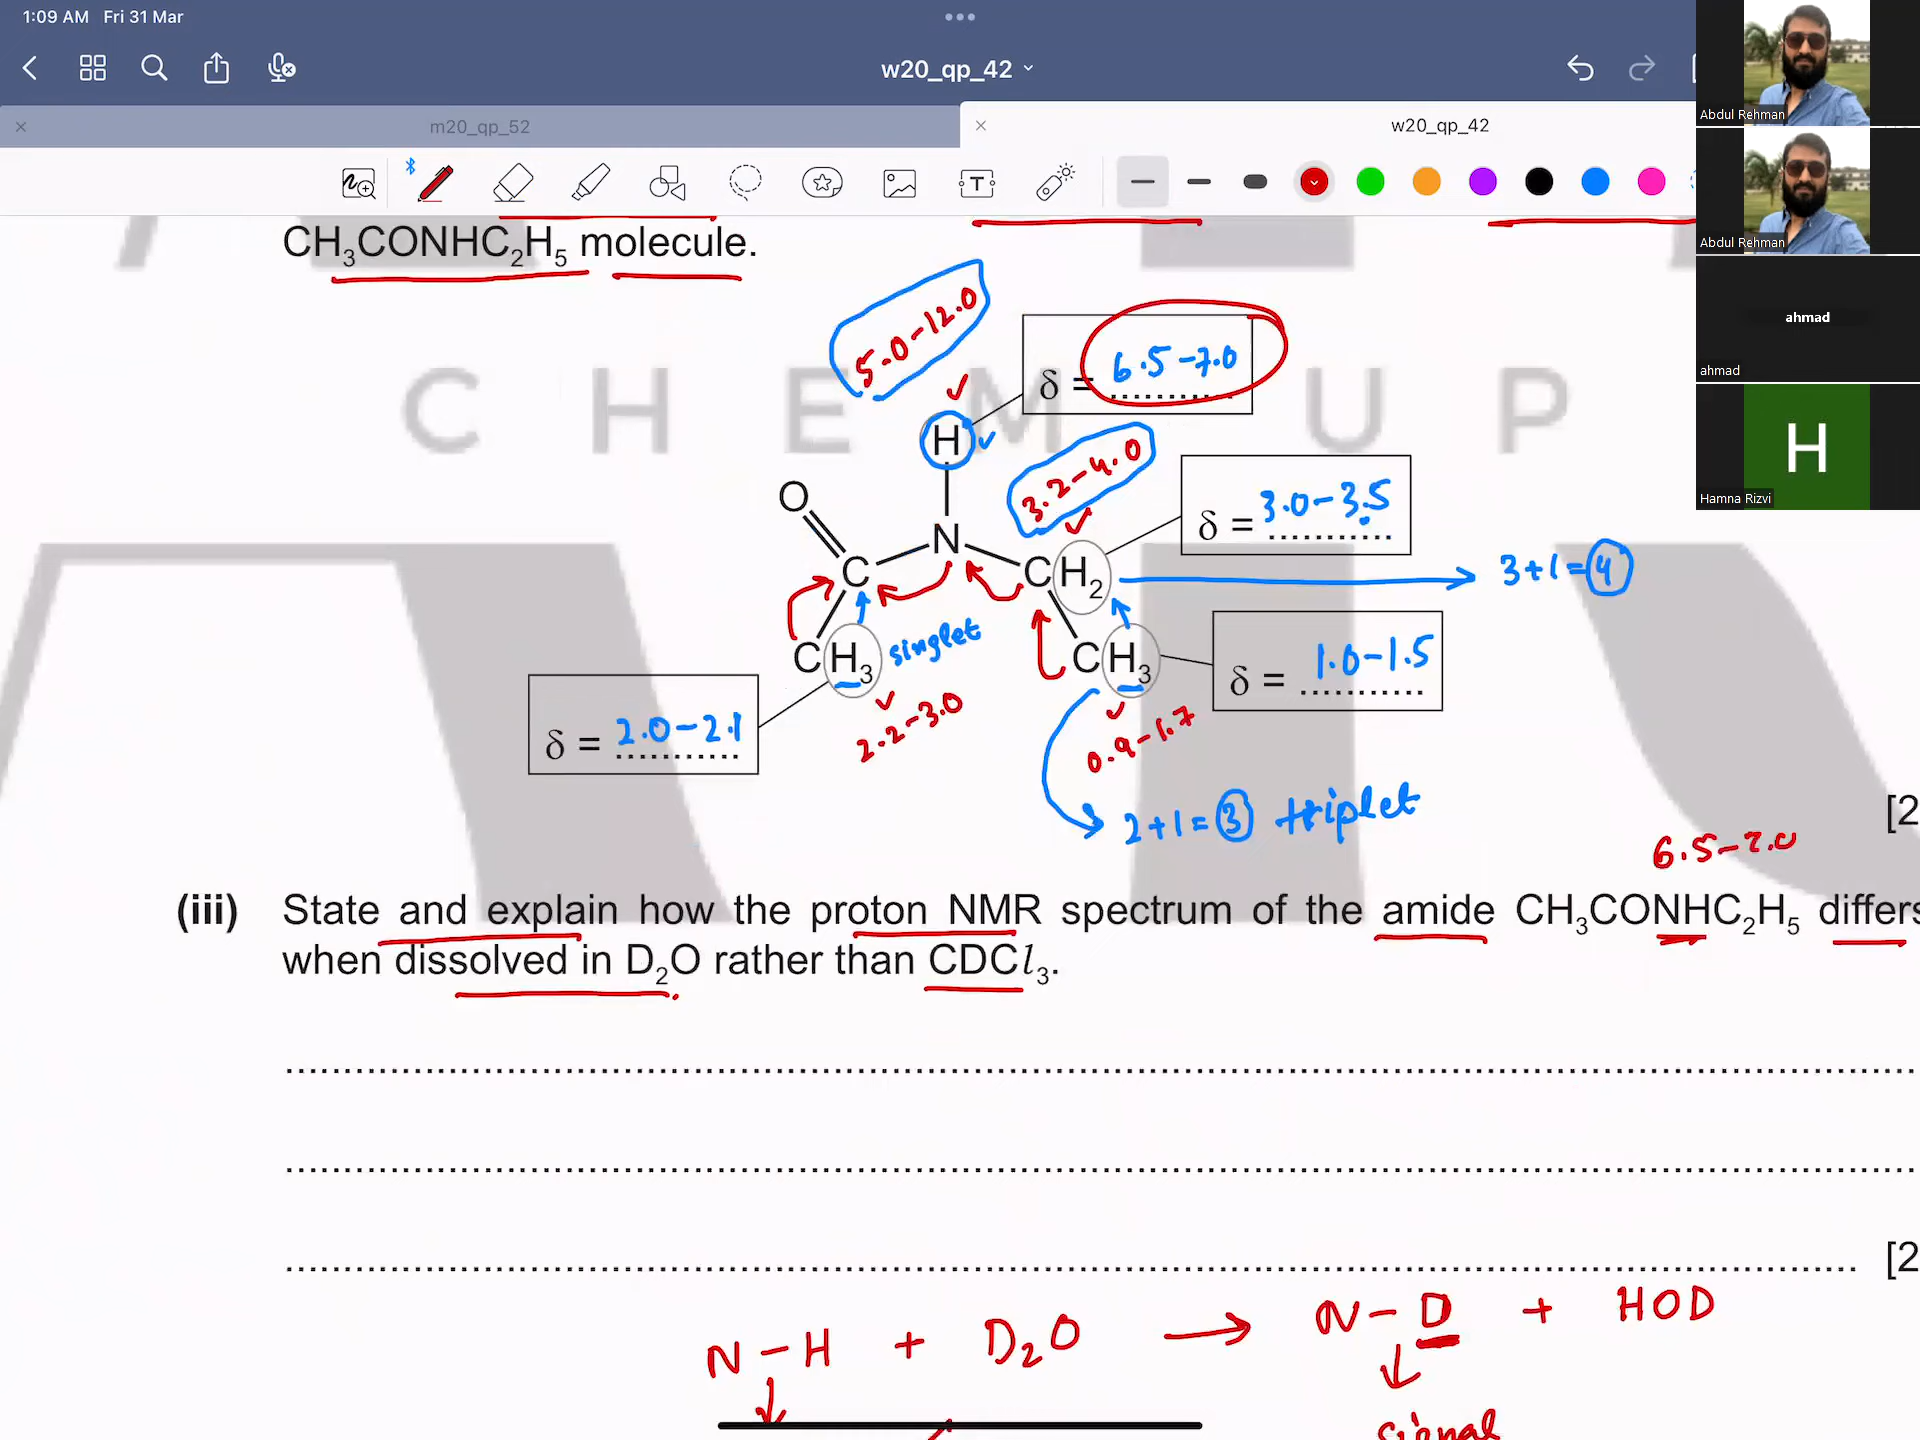 1:09 AM Fri 31 Mar
w20_qp_42
m20_qp_52
w20_qp_42
T
Abdul Rehman
Abdul Rehman
ahmad
ahmad
H
Hamna Rizvi
CH₃CONHC₂H₅ molecule.
CHEM UP
5.0-12.0
δ = 6.5-7.0
H
3.2-4.0
δ = 3.0-3.5
O
N
C
CH₂
3+1=4
CH₃
singlet
CH₃
δ = 1.0-1.5
δ = 2.0-2.1
2.2-3.0
0.9-1.7
2+1=3 triplet
[2
6.5-7.0
(iii) State and explain how the proton NMR spectrum of the amide CH₃CONHC₂H₅ differs
when dissolved in D₂O rather than CDCl₃.
[2
N-H + D₂O → N-D + HOD
signal